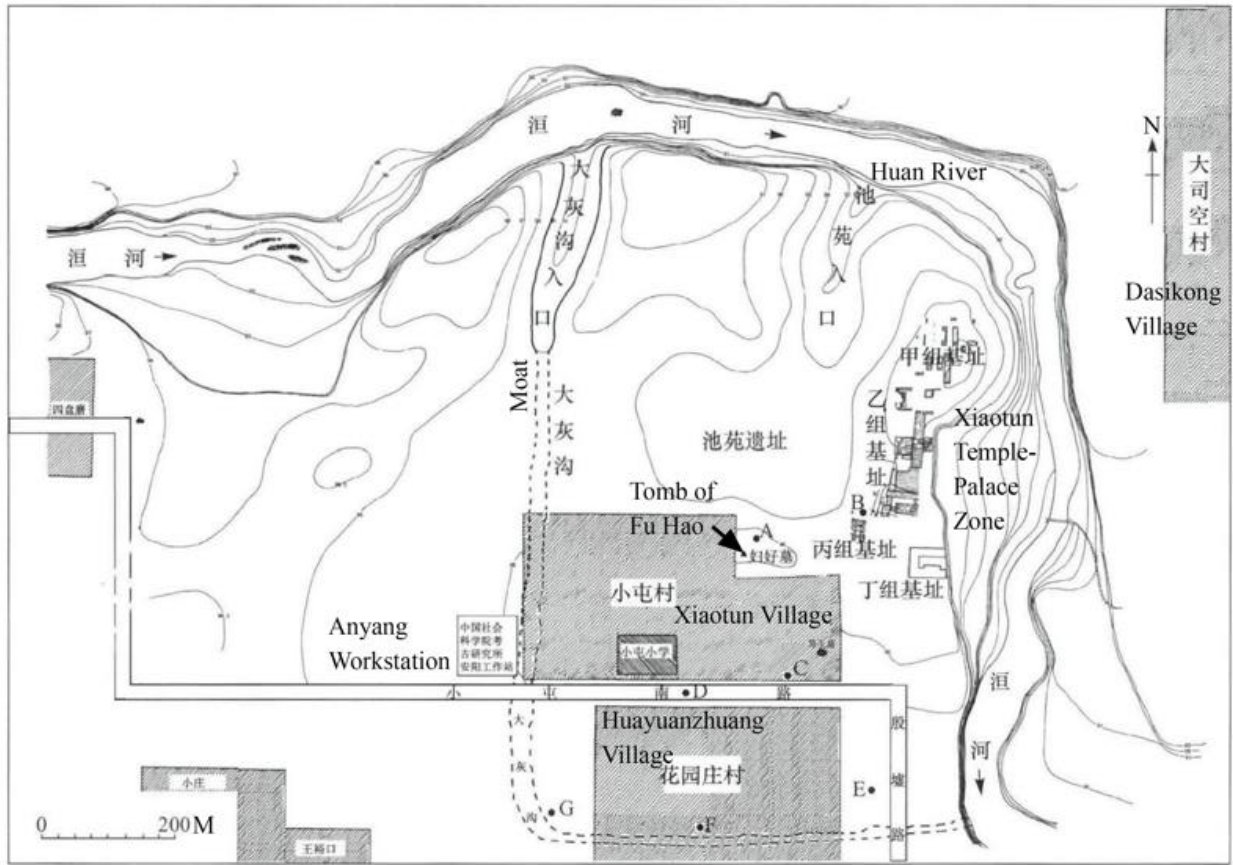 洹 河
Huan River
N
大司空村
Dasikong
Village
洹 河
大灰沟入口
池苑入口
Moat
大灰沟
甲组基址
乙组基址
Xiaotun
Temple-
Palace
Zone
池苑遗址
四盘磨
Tomb of
Fu Hao
A
妇好墓
B
丙组基址
丁组基址
小屯村
Xiaotun Village
Anyang
Workstation
中国社会
科学院考
古研究所
安阳工作站
小屯小学
C
小 屯 南 路
D
洹
河
殷墟路
Huayuanzhuang
Village
花园庄村
大灰沟
E
F
G
小庄
王裕口
0 200 M